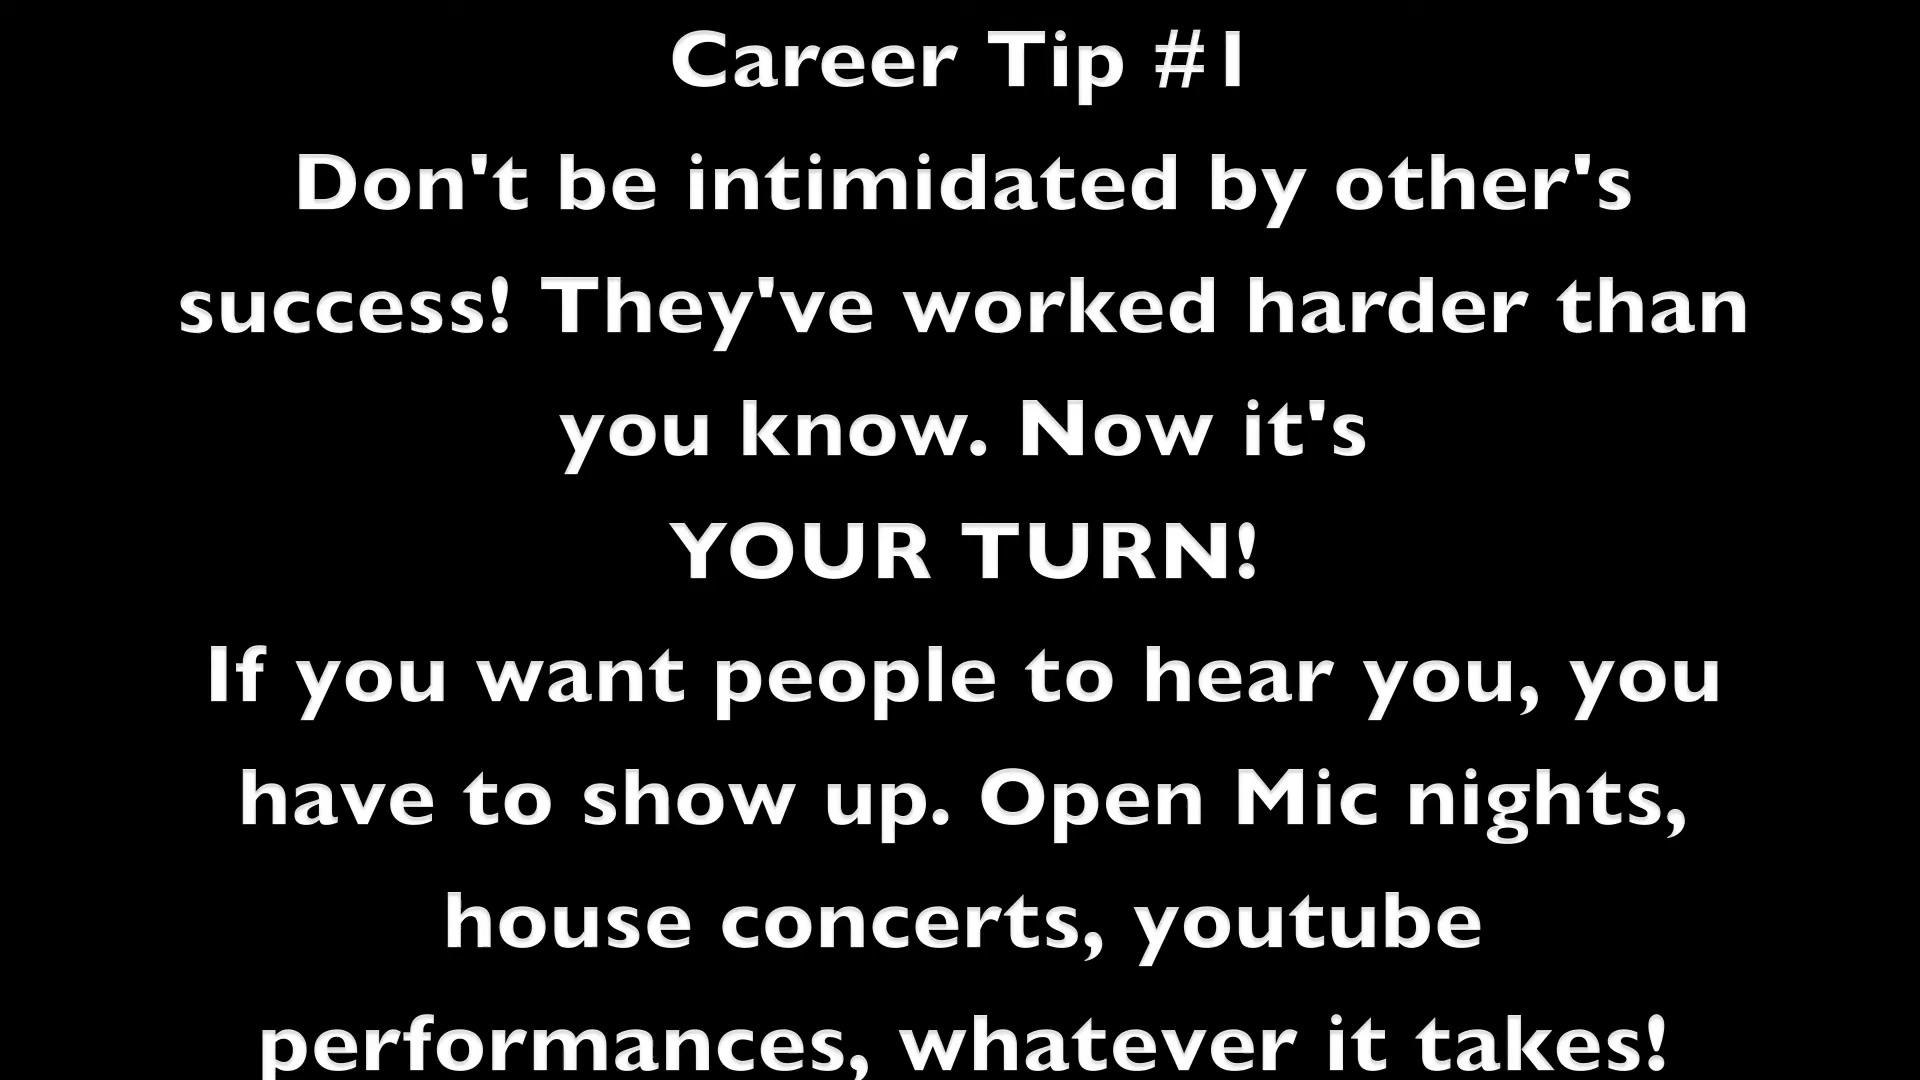 Career Tip #1
Don't be intimidated by other's
success! They've worked harder than
you know. Now it's
YOUR TURN!
If you want people to hear you, you
have to show up. Open Mic nights,
house concerts, youtube
performances, whatever it takes!